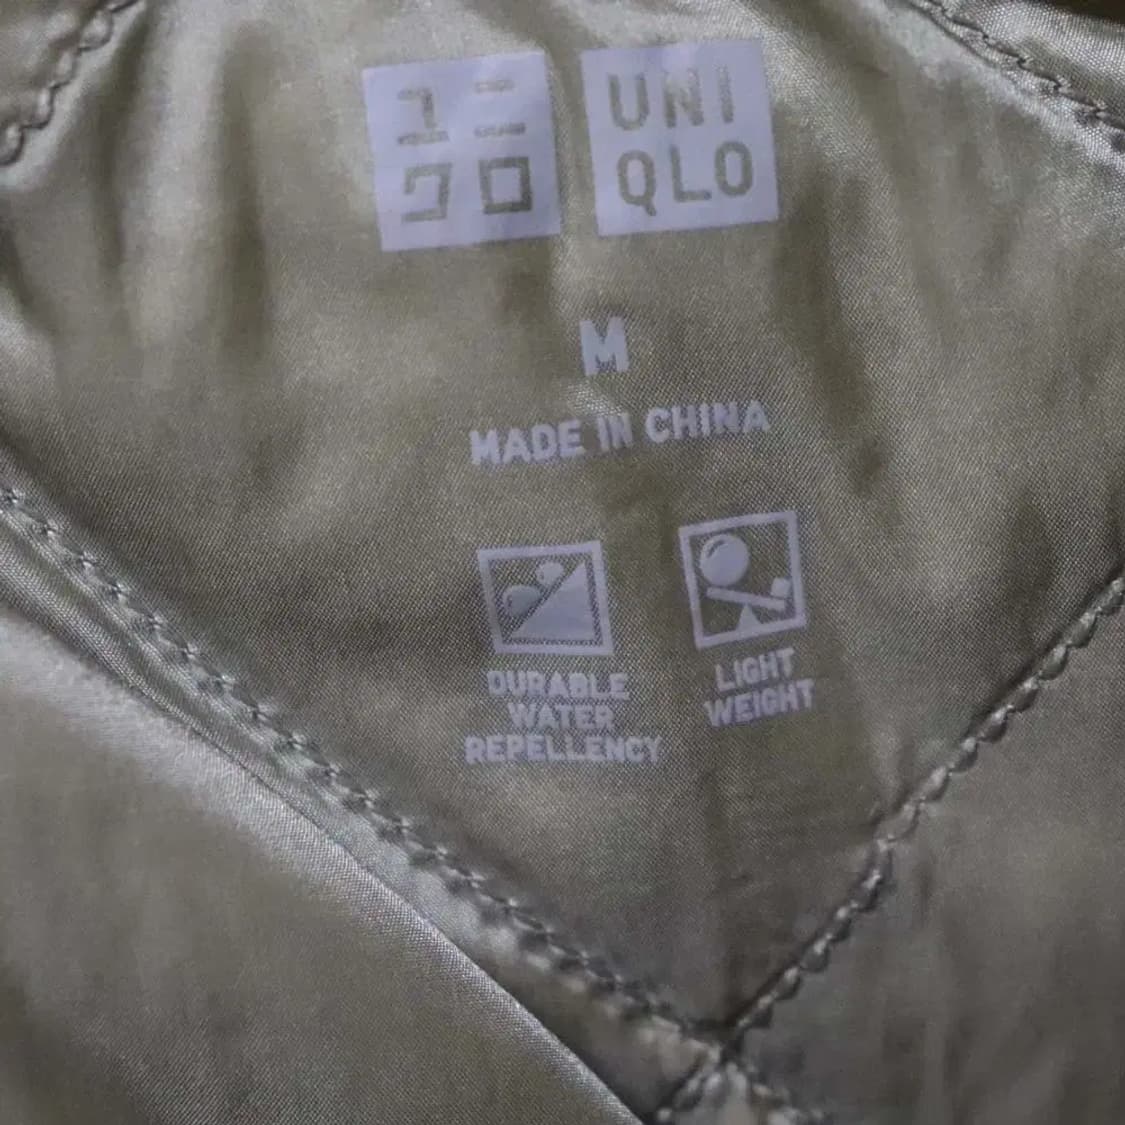 ユニ
クロ
UNI
QLO
M
MADE IN CHINA
DURABLE
WATER
REPELLENCY
LIGHT
WEIGHT